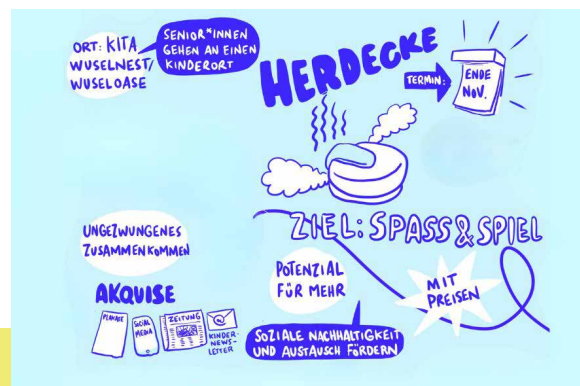 ORT: KITA
WUSELNEST/
WUSELOASE
SENIOR*INNEN
GEHEN AN EINEN
KINDERORT
HERDECKE
TERMIN:
ENDE
NOV.
ZIEL: SPASS & SPIEL
UNGEZWUNGENES
ZUSAMMENKOMMEN
POTENZIAL
FÜR MEHR
MIT
PREISEN
AKQUISE
PLAKATE
SOCIAL
MEDIA
ZEITUNG
KINDER-
NEWS-
LETTER
SOZIALE NACHHALTIGKEIT
UND AUSTAUSCH FÖRDERN